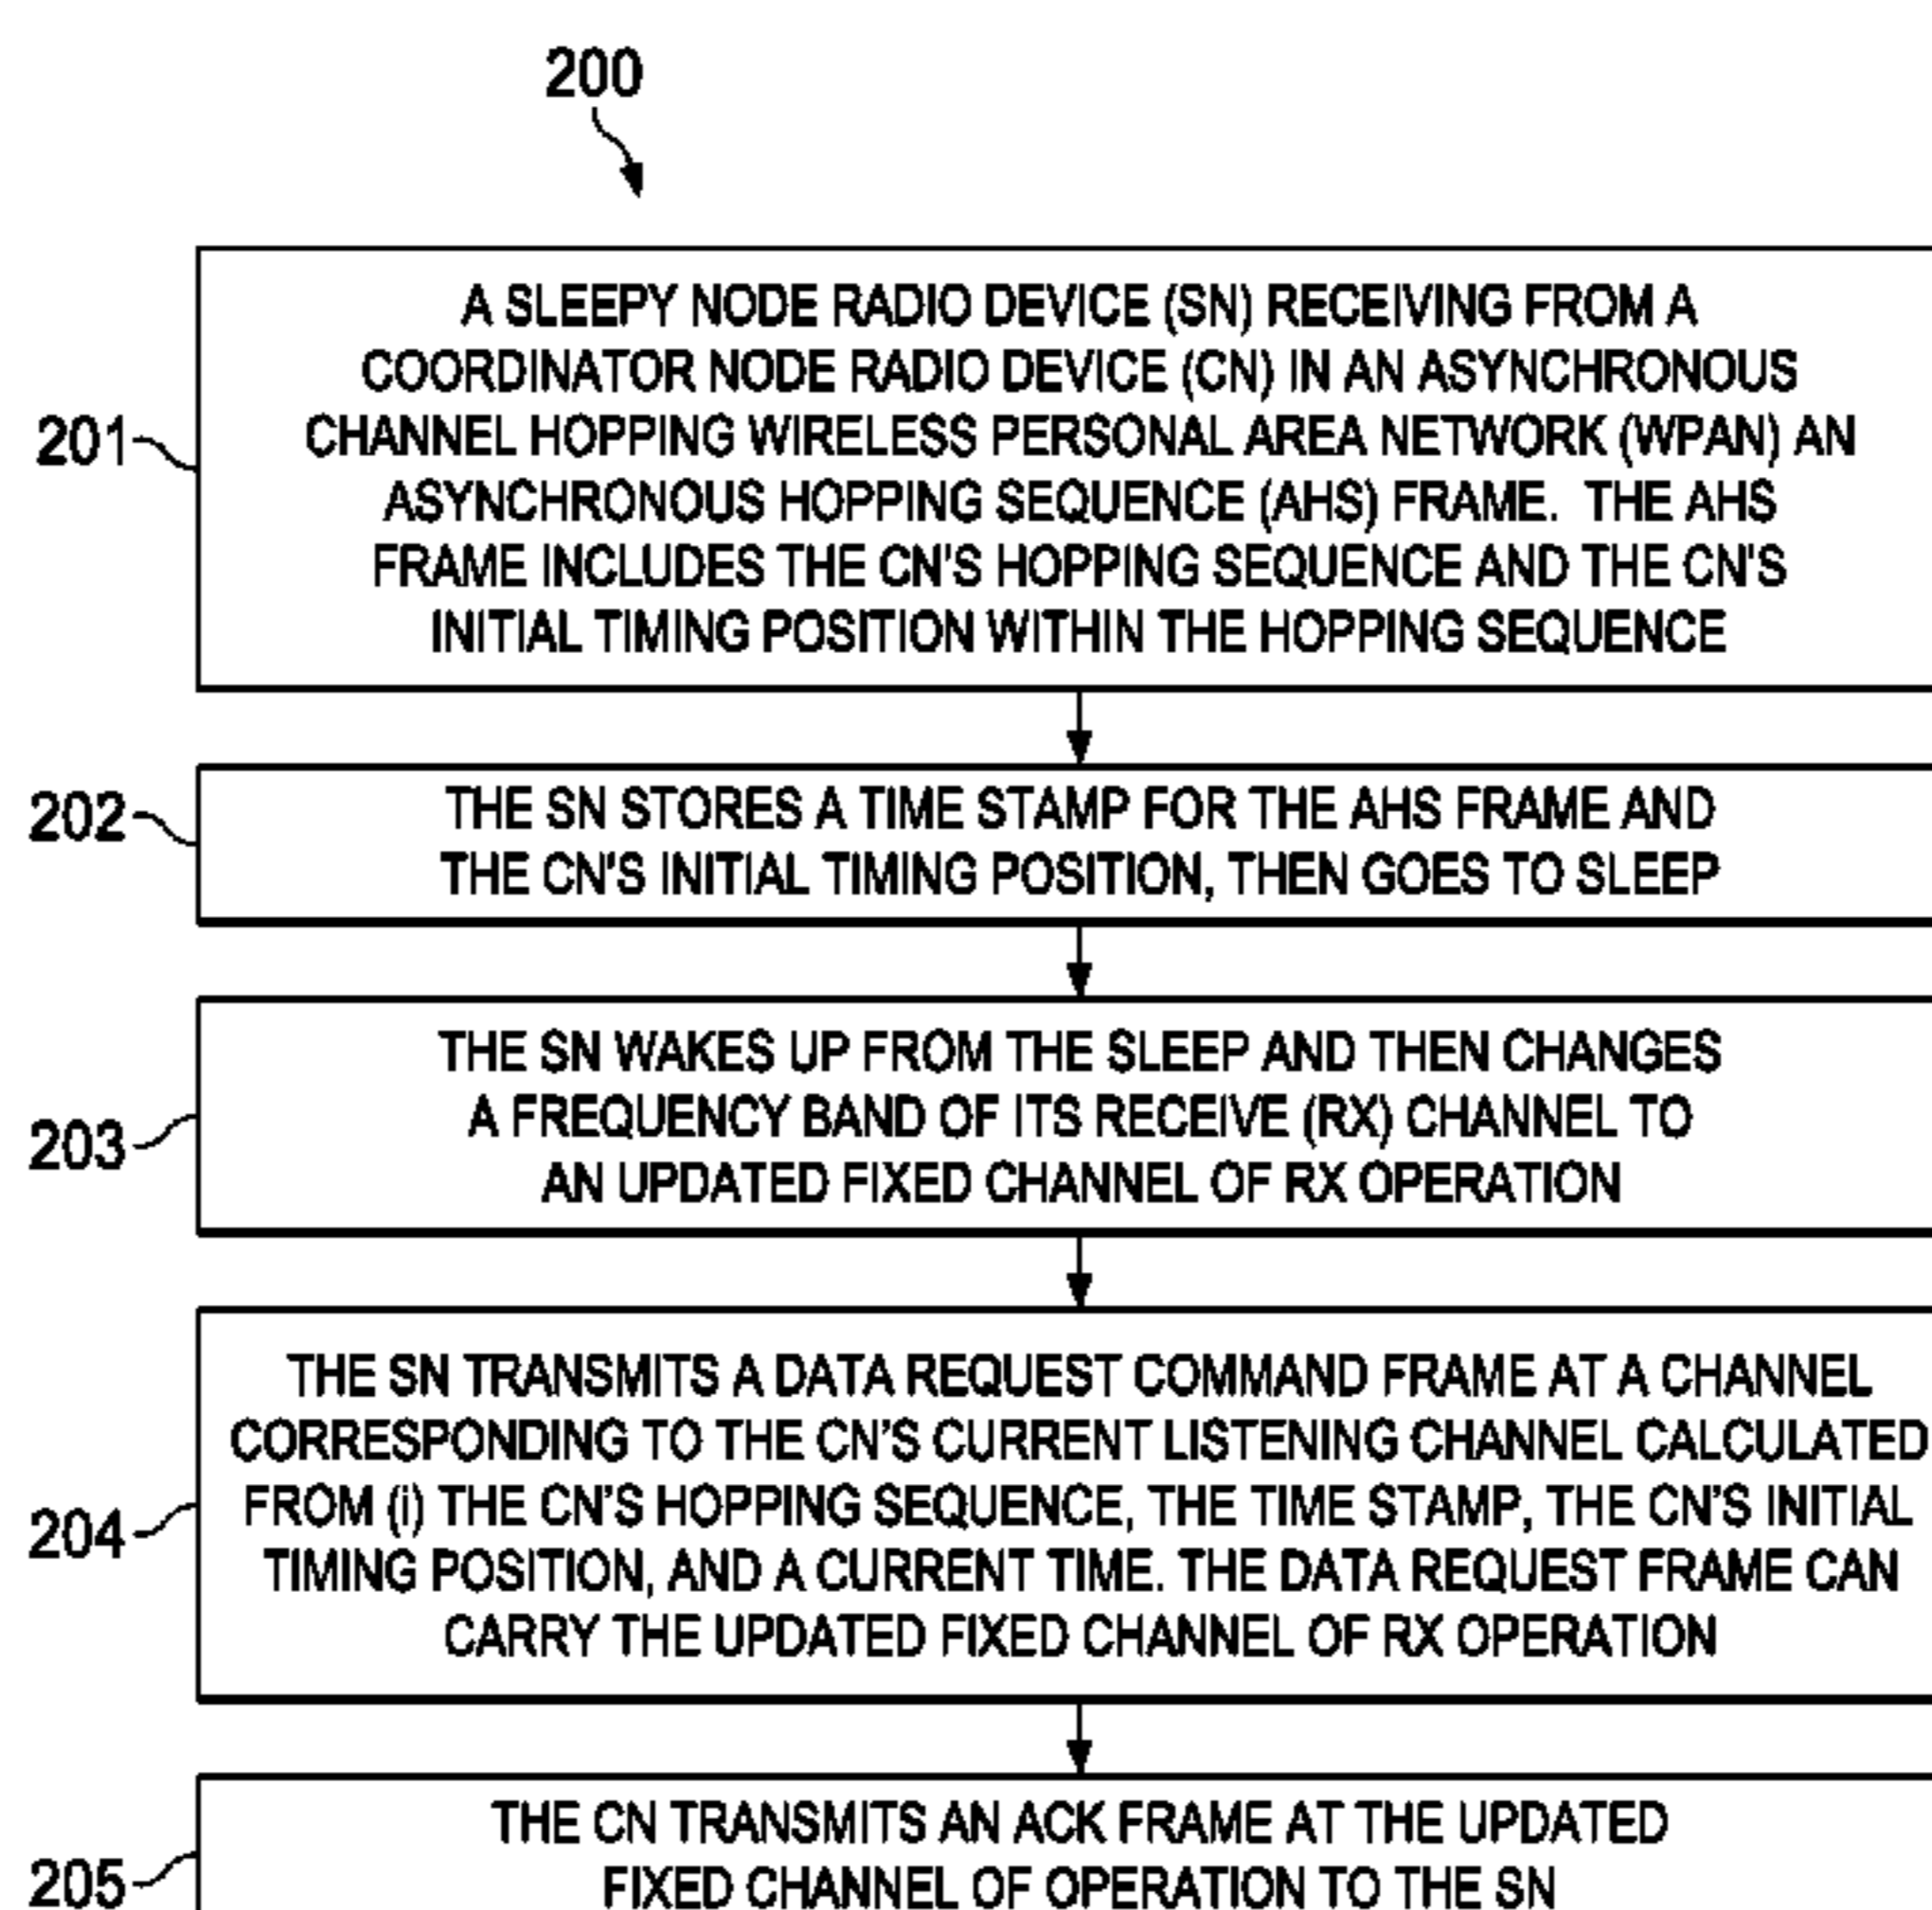 200
201
A SLEEPY NODE RADIO DEVICE (SN) RECEIVING FROM A
COORDINATOR NODE RADIO DEVICE (CN) IN AN ASYNCHRONOUS
CHANNEL HOPPING WIRELESS PERSONAL AREA NETWORK (WPAN) AN
ASYNCHRONOUS HOPPING SEQUENCE (AHS) FRAME. THE AHS
FRAME INCLUDES THE CN'S HOPPING SEQUENCE AND THE CN'S
INITIAL TIMING POSITION WITHIN THE HOPPING SEQUENCE
202
THE SN STORES A TIME STAMP FOR THE AHS FRAME AND
THE CN'S INITIAL TIMING POSITION, THEN GOES TO SLEEP
203
THE SN WAKES UP FROM THE SLEEP AND THEN CHANGES
A FREQUENCY BAND OF ITS RECEIVE (RX) CHANNEL TO
AN UPDATED FIXED CHANNEL OF RX OPERATION
204
THE SN TRANSMITS A DATA REQUEST COMMAND FRAME AT A CHANNEL
CORRESPONDING TO THE CN'S CURRENT LISTENING CHANNEL CALCULATED
FROM (i) THE CN'S HOPPING SEQUENCE, THE TIME STAMP, THE CN'S INITIAL
TIMING POSITION, AND A CURRENT TIME. THE DATA REQUEST FRAME CAN
CARRY THE UPDATED FIXED CHANNEL OF RX OPERATION
205
THE CN TRANSMITS AN ACK FRAME AT THE UPDATED
FIXED CHANNEL OF OPERATION TO THE SN